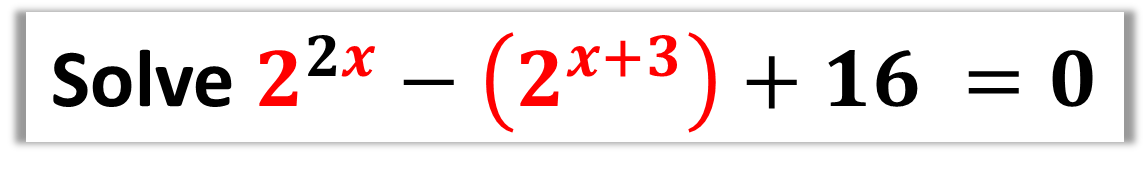 Solve 2^{2x} − (2^{x+3}) + 16 = 0